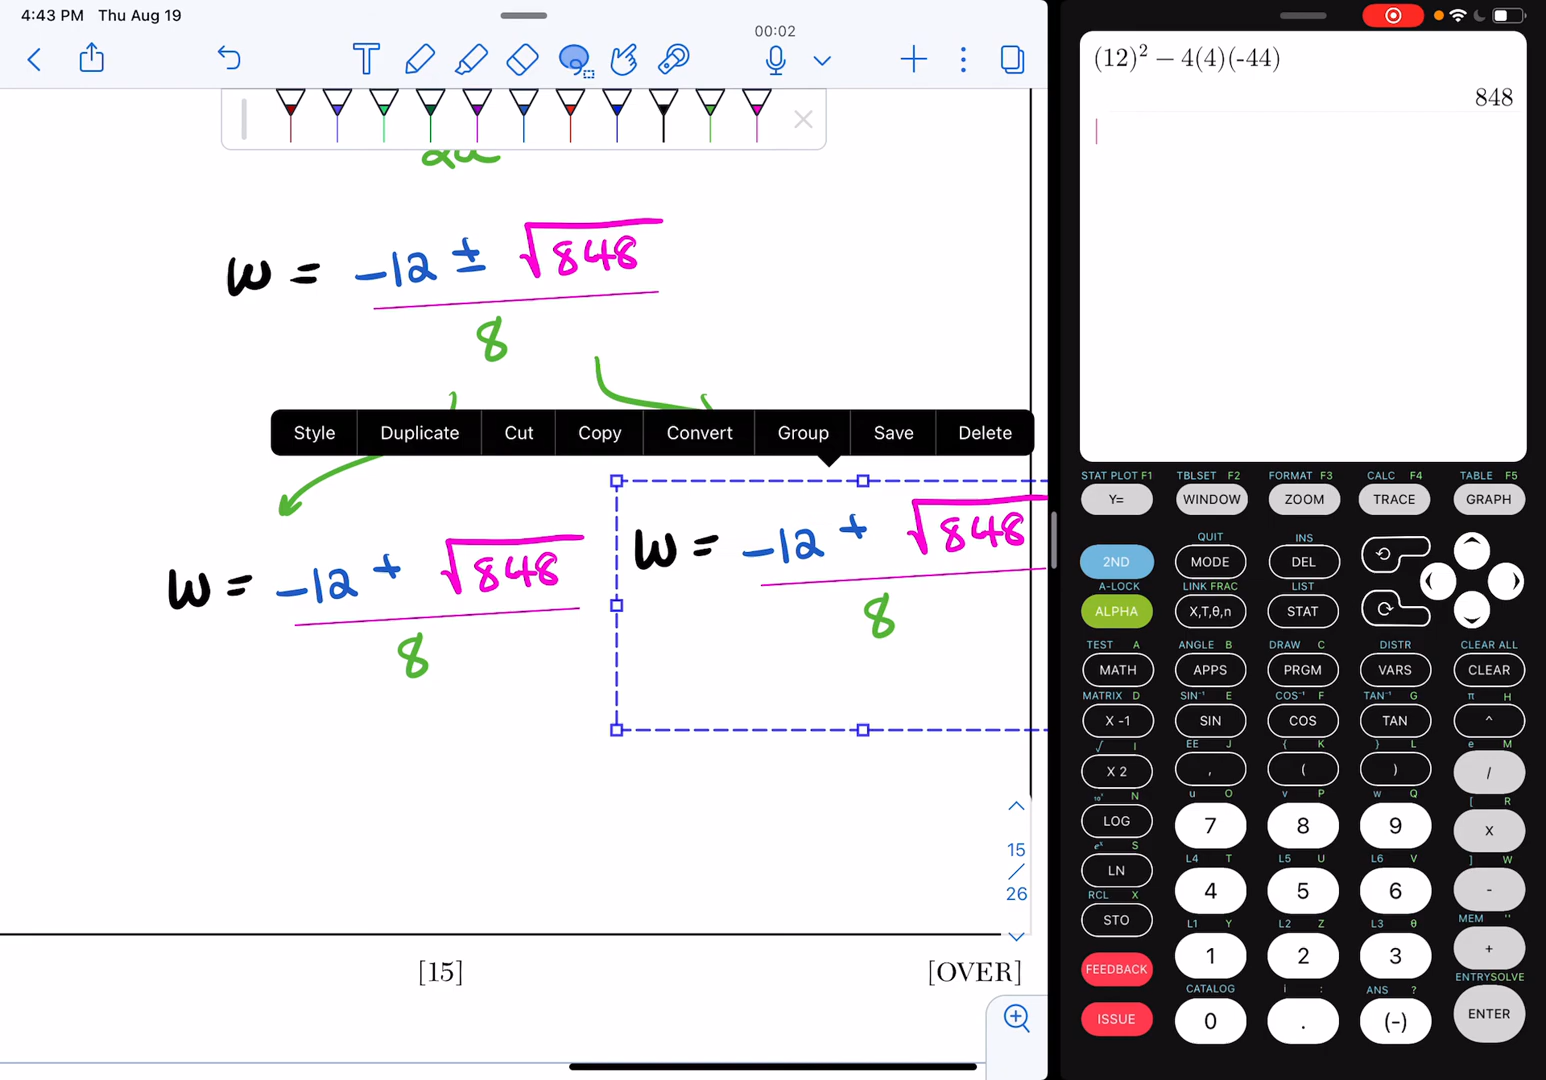 4:43 PM Thu Aug 19
00:02
T
2a
w = -12 ± √848
8
Style Duplicate Cut Copy Convert Group Save Delete
w = -12 + √848
8
w = -12 + √848
8
15
/
26
[15] [OVER]
(12)² − 4(4)(-44)
848
STAT PLOT F1 TBLSET F2 FORMAT F3 CALC F4 TABLE F5
Y= WINDOW ZOOM TRACE GRAPH
QUIT INS
2ND MODE DEL
A-LOCK LINK FRAC LIST
ALPHA X,T,θ,n STAT
TEST A ANGLE B DRAW C DISTR CLEAR ALL
MATH APPS PRGM VARS CLEAR
MATRIX D SIN⁻¹ E COS⁻¹ F TAN⁻¹ G π H
X -1 SIN COS TAN ^
√ I EE J { K } L e M
X 2 , ( ) /
10ˣ N u O v P w Q [ R
LOG 7 8 9 X
eˣ S L4 T L5 U L6 V ] W
LN 4 5 6 -
RCL X L1 Y L2 Z L3 θ MEM "
STO 1 2 3 +
FEEDBACK CATALOG i : ANS ? ENTRY SOLVE
ISSUE 0 . (-) ENTER